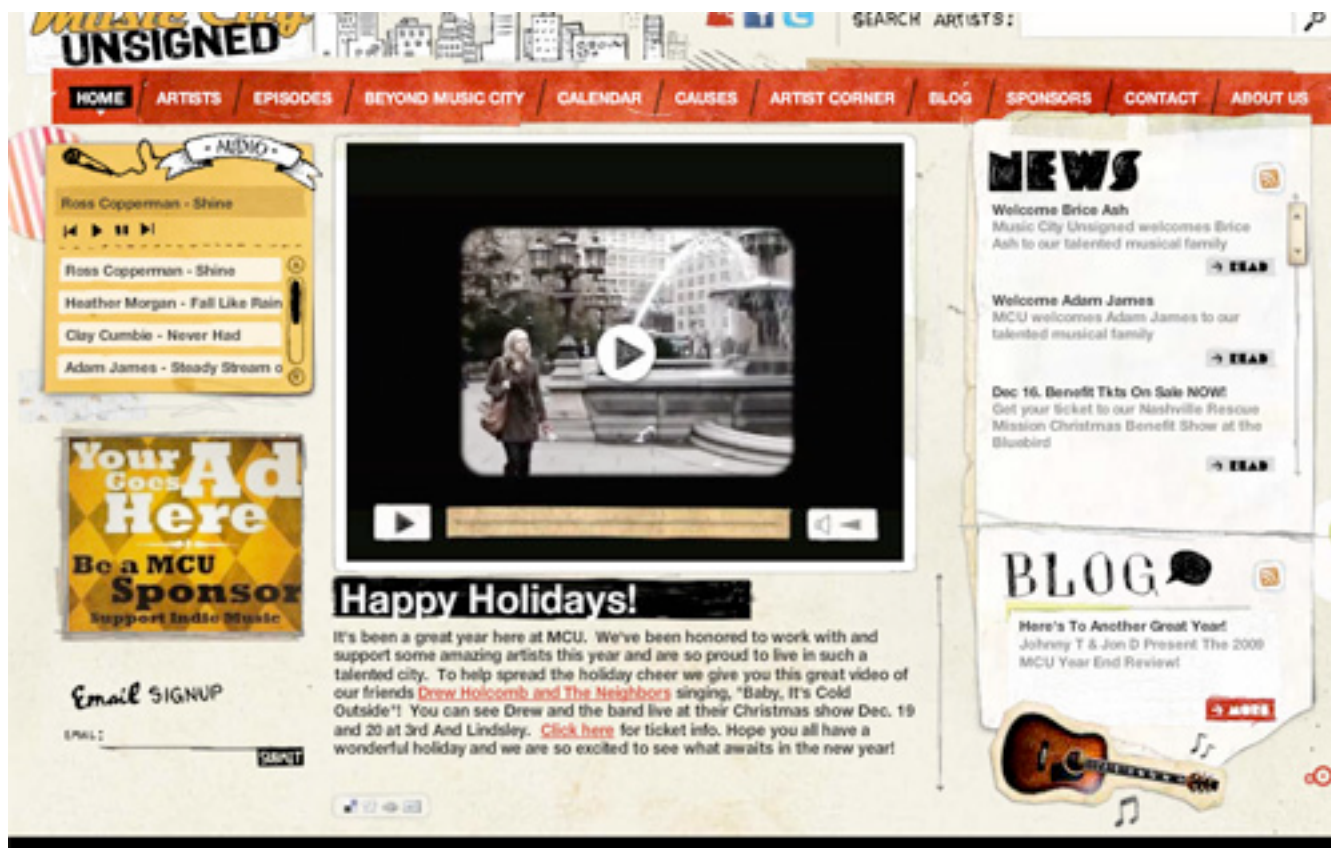 Music City
UNSIGNED
SEARCH ARTISTS:
HOME / ARTISTS / EPISODES / BEYOND MUSIC CITY / CALENDAR / CAUSES / ARTIST CORNER / BLOG / SPONSORS / CONTACT / ABOUT US
• AUDIO •
Ross Copperman - Shine
Ross Copperman - Shine
Heather Morgan - Fall Like Rain
Clay Cumbie - Never Had
Adam James - Steady Stream o
Your Ad
Goes
Here
Be a MCU
Sponsor
Support Indie Music
Email SIGNUP
EMAIL:
SUBMIT
Happy Holidays!
It's been a great year here at MCU. We've been honored to work with and
support some amazing artists this year and are so proud to live in such a
talented city. To help spread the holiday cheer we give you this great video of
our friends Drew Holcomb and The Neighbors singing, "Baby, It's Cold
Outside"! You can see Drew and the band live at their Christmas show Dec. 19
and 20 at 3rd And Lindsley. Click here for ticket info. Hope you all have a
wonderful holiday and we are so excited to see what awaits in the new year!
NEWS
Welcome Brice Ash
Music City Unsigned welcomes Brice
Ash to our talented musical family
READ
Welcome Adam James
MCU welcomes Adam James to our
talented musical family
READ
Dec 16. Benefit Tkts On Sale NOW!
Get your ticket to our Nashville Rescue
Mission Christmas Benefit Show at the
Bluebird
READ
BLOG
Here's To Another Great Year!
Johnny T & Jon D Present The 2009
MCU Year End Review!
MORE